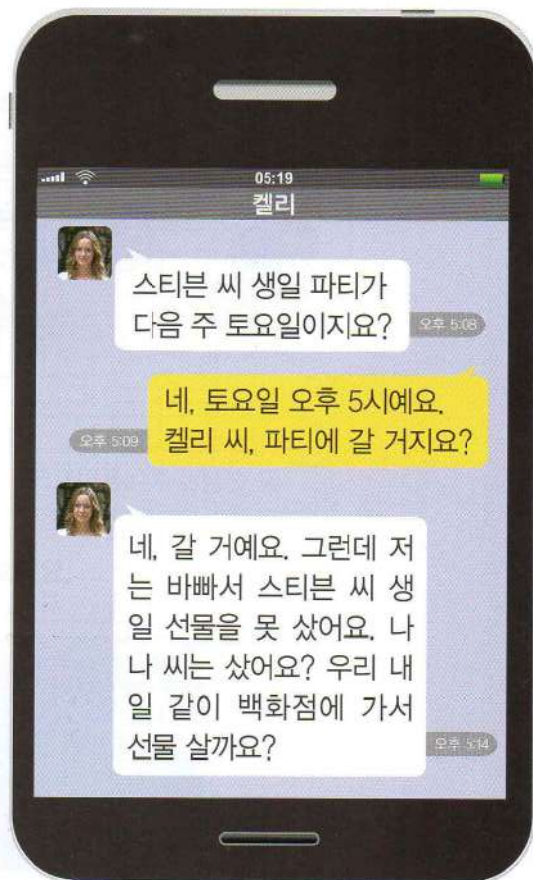 05:19
켈리
스티븐 씨 생일 파티가
다음 주 토요일이지요?
오후 5:08
네, 토요일 오후 5시예요.
켈리 씨, 파티에 갈 거지요?
오후 5:09
네, 갈 거예요. 그런데 저
는 바빠서 스티븐 씨 생
일 선물을 못 샀어요. 나
나 씨는 샀어요? 우리 내
일 같이 백화점에 가서
선물 살까요?
오후 5:14